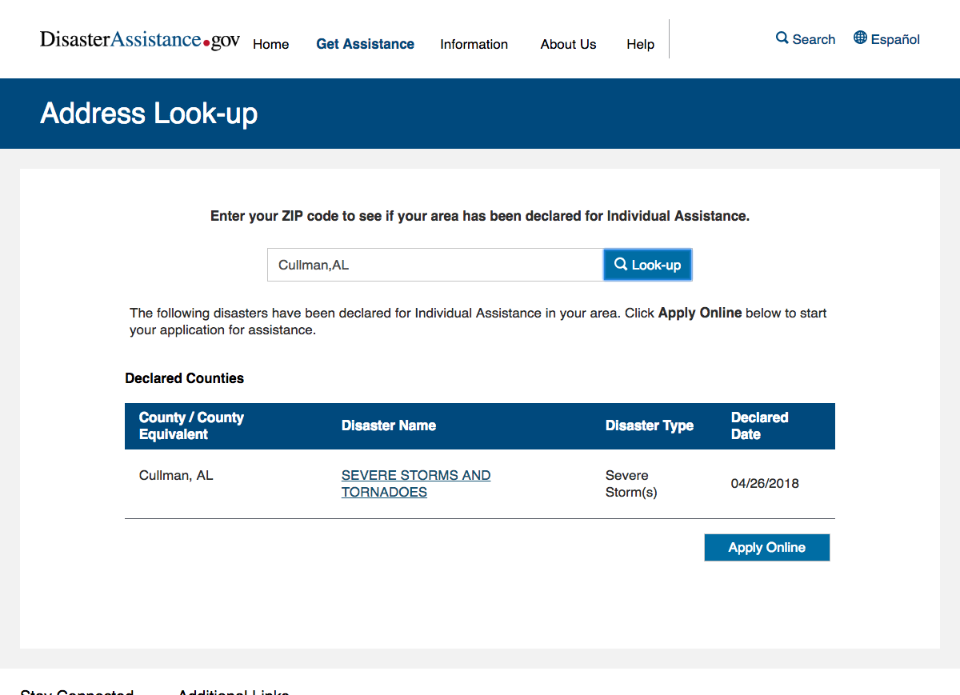 DisasterAssistance.gov Home Get Assistance Information About Us Help Search Español
Address Look-up
Enter your ZIP code to see if your area has been declared for Individual Assistance.
Cullman,AL Look-up
The following disasters have been declared for Individual Assistance in your area. Click Apply Online below to start
your application for assistance.
Declared Counties
County / County
Equivalent
Disaster Name
Disaster Type
Declared
Date
Cullman, AL
SEVERE STORMS AND
TORNADOES
Severe
Storm(s)
04/26/2018
Apply Online
Stay Connected Additional Links